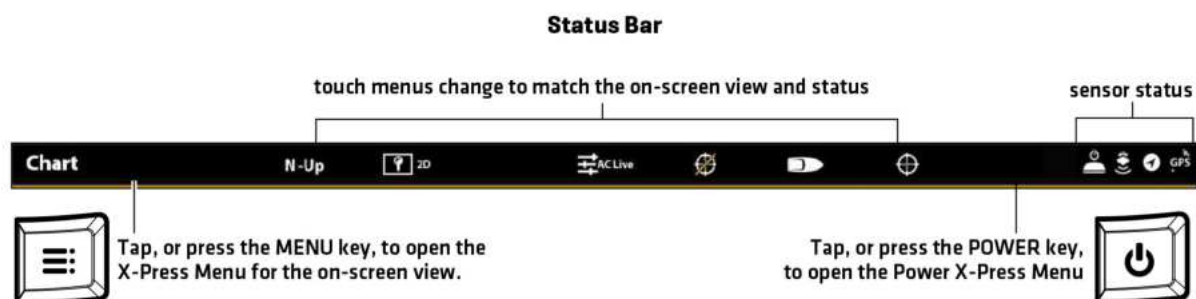 Status Bar
touch menus change to match the on-screen view and status
sensor status
Chart
N-Up
2D
AC Live
GPS
Tap, or press the MENU key, to open the
X-Press Menu for the on-screen view.
Tap, or press the POWER key,
to open the Power X-Press Menu